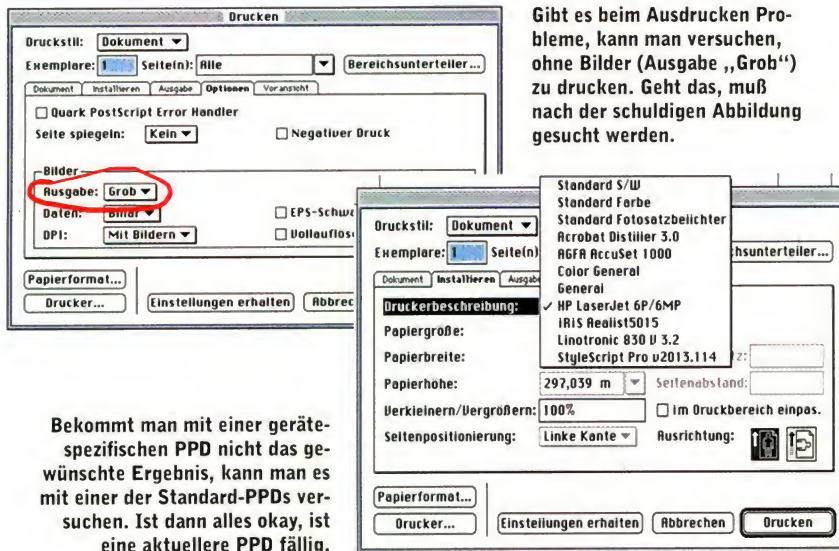 Drucken
Druckstil: Dokument
Exemplare: 1 Seite(n): Alle Bereichsunterteiler...
Dokument Installieren Ausgabe Optionen Voransicht
Quark PostScript Error Handler
Seite spiegeln: Kein Negativer Druck
Bilder
Ausgabe: Grob
Daten: Binär EPS-Schwa
DPI: Mit Bildern Vollauflös
Papierformat...
Drucker... Einstellungen erhalten Abbrec
Gibt es beim Ausdrucken Pro-
bleme, kann man versuchen,
ohne Bilder (Ausgabe „Grob“)
zu drucken. Geht das, muß
nach der schuldigen Abbildung
gesucht werden.
Druckstil: Dokument
Exemplare: 1 Seite(n) hsunterteiler...
Dokument Installieren Ausgab
Druckerbeschreibung:
Standard S/W
Standard Farbe
Standard Fotosatzbelichter
Acrobat Distiller 3.0
AGFA AccuSet 1000
Color General
General
✓ HP LaserJet 6P/6MP
IRIS Realist5015
Linotronic 830 V 3.2
StyleScript Pro v2013.114
Papiergröße:
Papierbreite: z:
Papierhöhe: 297,039 m Seitenabstand:
Verkleinern/Vergrößern: 100% Im Druckbereich einpas.
Seitenpositionierung: Linke Kante Ausrichtung:
Papierformat...
Drucker... Einstellungen erhalten Abbrechen Drucken
Bekommt man mit einer geräte-
spezifischen PPD nicht das ge-
wünschte Ergebnis, kann man es
mit einer der Standard-PPDs ver-
suchen. Ist dann alles okay, ist
eine aktuellere PPD fällig.